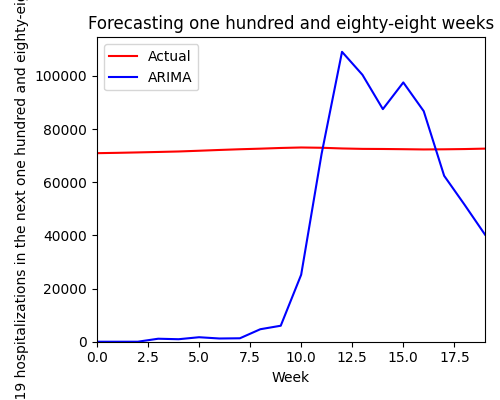 Forecasting one hundred and eighty-eight weeks
Actual
ARIMA
19 hospitalizations in the next one hundred and
100000
80000
60000
40000
20000
0
0.0 2.5 5.0 7.5 10.0 12.5 15.0 17.5
Week